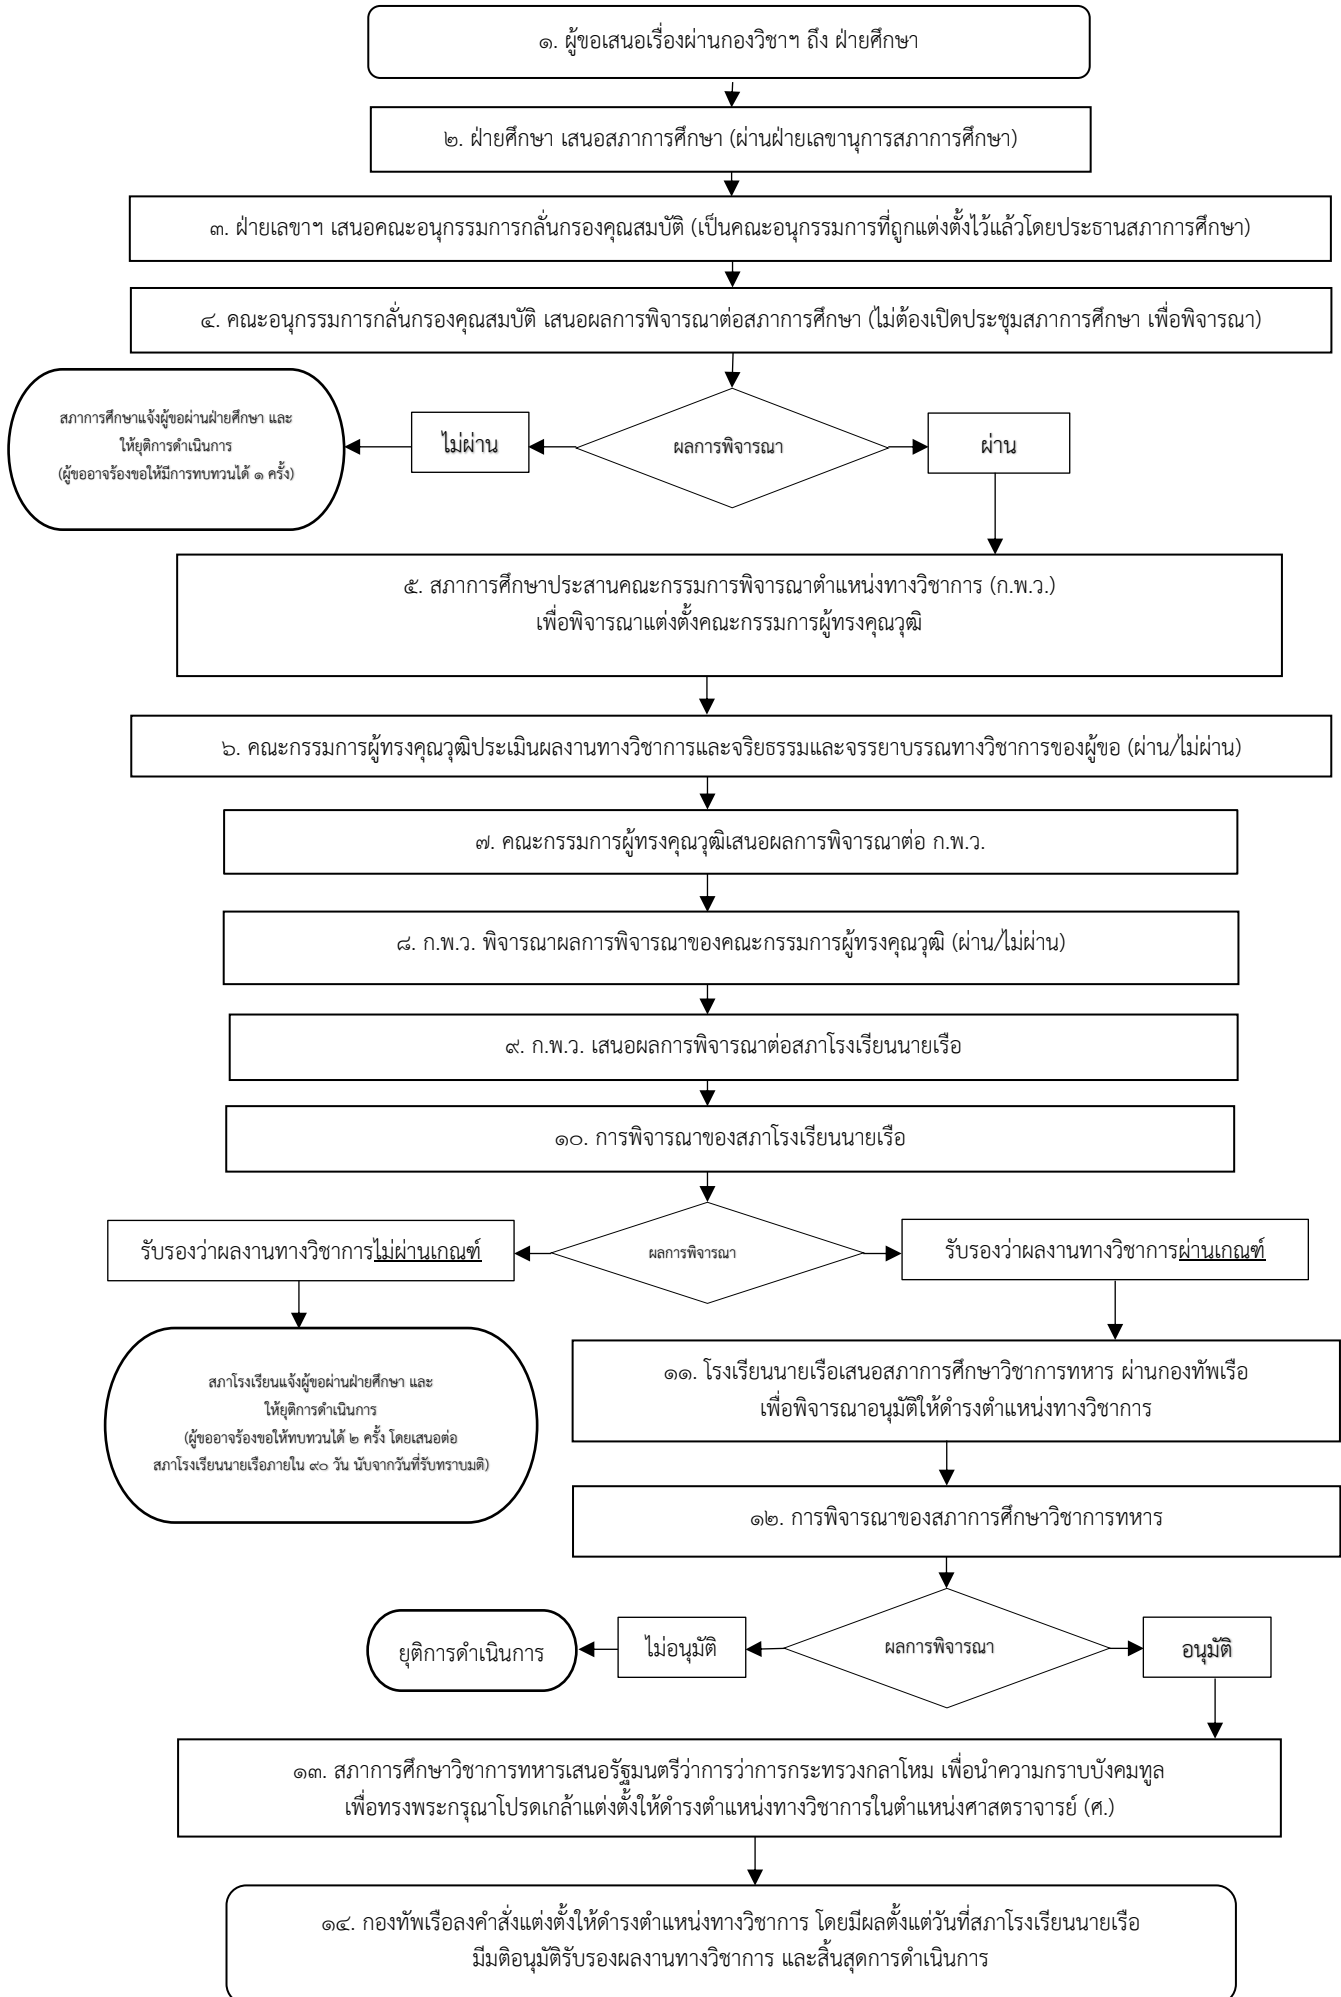 ๑. ผู้ขอเสนอเรื่องผ่านกองวิชาฯ ถึง ฝ่ายศึกษา
๒. ฝ่ายศึกษา เสนอสภาการศึกษา (ผ่านฝ่ายเลขานุการสภาการศึกษา)
๓. ฝ่ายเลขาฯ เสนอคณะอนุกรรมการกลั่นกรองคุณสมบัติ (เป็นคณะอนุกรรมการที่ถูกแต่งตั้งไว้แล้วโดยประธานสภาการศึกษา)
๔. คณะอนุกรรมการกลั่นกรองคุณสมบัติ เสนอผลการพิจารณาต่อสภาการศึกษา (ไม่ต้องเปิดประชุมสภาการศึกษา เพื่อพิจารณา)
สภาการศึกษาแจ้งผู้ขอผ่านฝ่ายศึกษา และ
ให้ยุติการดำเนินการ
(ผู้ขออาจร้องขอให้มีการทบทวนได้ ๑ ครั้ง)
ไม่ผ่าน
ผลการพิจารณา
ผ่าน
๕. สภาการศึกษาประสานคณะกรรมการพิจารณาตำแหน่งทางวิชาการ (ก.พ.ว.)
เพื่อพิจารณาแต่งตั้งคณะกรรมการผู้ทรงคุณวุฒิ
๖. คณะกรรมการผู้ทรงคุณวุฒิประเมินผลงานทางวิชาการและจริยธรรมและจรรยาบรรณทางวิชาการของผู้ขอ (ผ่าน/ไม่ผ่าน)
๗. คณะกรรมการผู้ทรงคุณวุฒิเสนอผลการพิจารณาต่อ ก.พ.ว.
๘. ก.พ.ว. พิจารณาผลการพิจารณาของคณะกรรมการผู้ทรงคุณวุฒิ (ผ่าน/ไม่ผ่าน)
๙. ก.พ.ว. เสนอผลการพิจารณาต่อสภาโรงเรียนนายเรือ
๑๐. การพิจารณาของสภาโรงเรียนนายเรือ
รับรองว่าผลงานทางวิชาการไม่ผ่านเกณฑ์
ผลการพิจารณา
รับรองว่าผลงานทางวิชาการผ่านเกณฑ์
สภาโรงเรียนแจ้งผู้ขอผ่านฝ่ายศึกษา และ
ให้ยุติการดำเนินการ
(ผู้ขออาจร้องขอให้ทบทวนได้ ๒ ครั้ง โดยเสนอต่อ
สภาโรงเรียนนายเรือภายใน ๙๐ วัน นับจากวันที่รับทราบมติ)
๑๑. โรงเรียนนายเรือเสนอสภาการศึกษาวิชาการทหาร ผ่านกองทัพเรือ
เพื่อพิจารณาอนุมัติให้ดำรงตำแหน่งทางวิชาการ
๑๒. การพิจารณาของสภาการศึกษาวิชาการทหาร
ยุติการดำเนินการ
ไม่อนุมัติ
ผลการพิจารณา
อนุมัติ
๑๓. สภาการศึกษาวิชาการทหารเสนอรัฐมนตรีว่าการว่าการกระทรวงกลาโหม เพื่อนำความกราบบังคมทูล
เพื่อทรงพระกรุณาโปรดเกล้าแต่งตั้งให้ดำรงตำแหน่งทางวิชาการในตำแหน่งศาสตราจารย์ (ศ.)
๑๔. กองทัพเรือลงคำสั่งแต่งตั้งให้ดำรงตำแหน่งทางวิชาการ โดยมีผลตั้งแต่วันที่สภาโรงเรียนนายเรือ
มีมติอนุมัติรับรองผลงานทางวิชาการ และสิ้นสุดการดำเนินการ